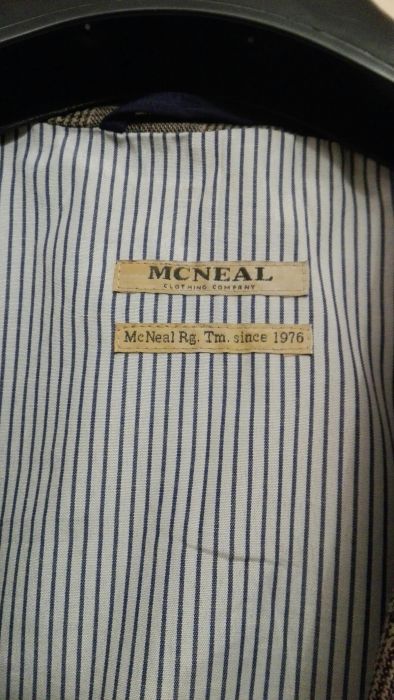 MCNEAL
CLOTHING COMPANY
McNeal Rg. Tm. since 1976